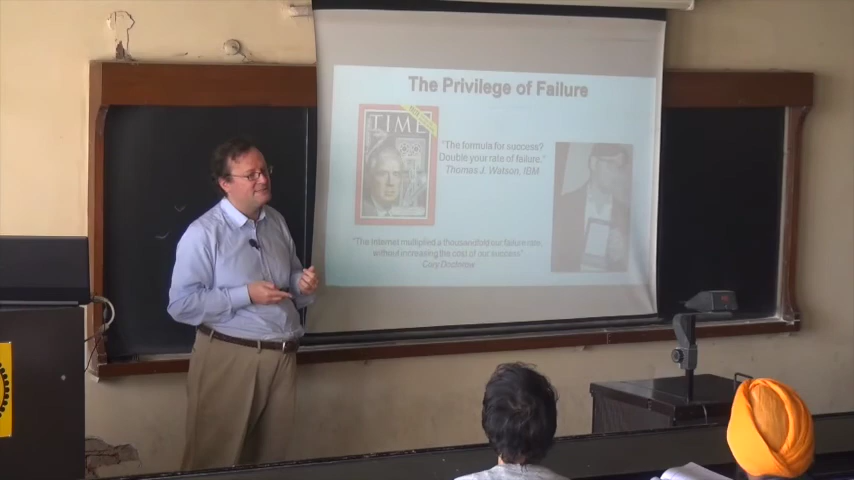 The Privilege of Failure
TIME
"The formula for success?
Double your rate of failure."
Thomas J. Watson, IBM
"The Internet multiplied a thousandfold our failure rate,
without increasing the cost of our success"
Cory Doctorow